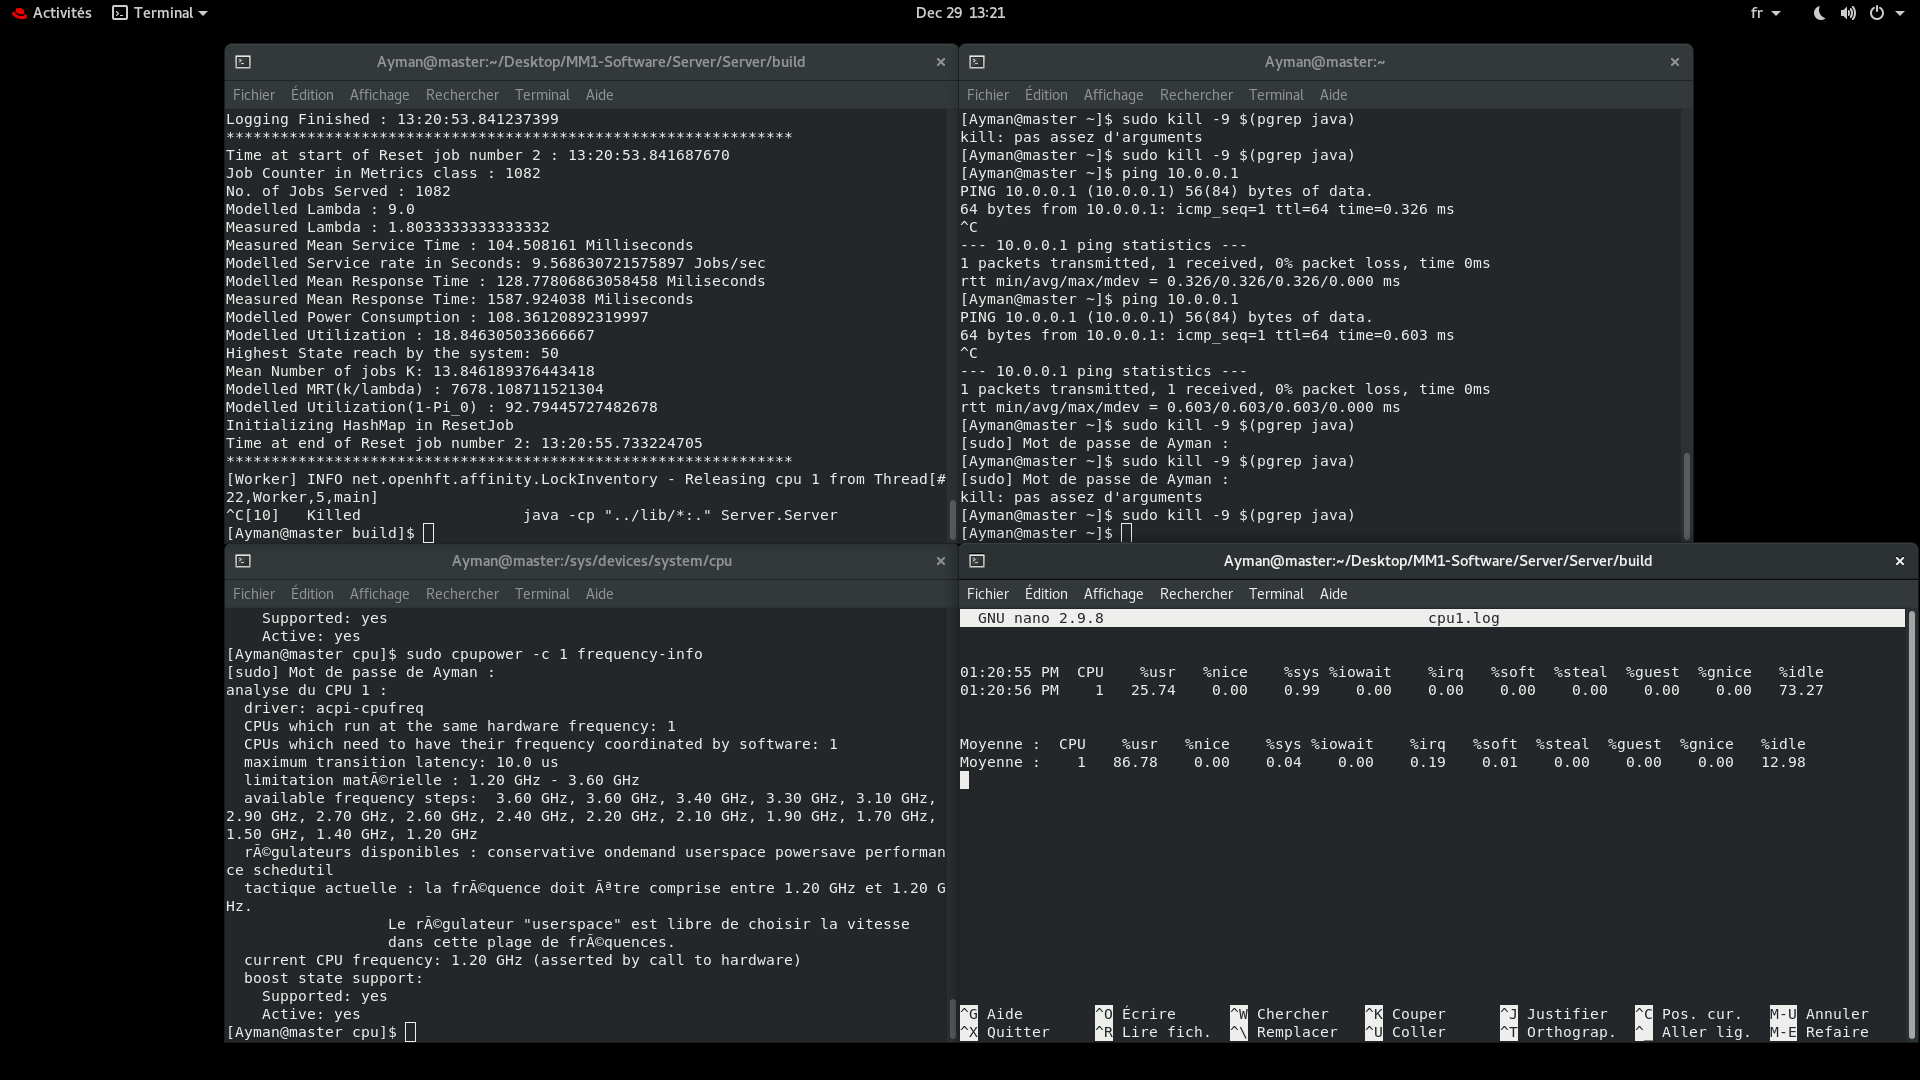 Activités Terminal Dec 29 13:21 fr
Ayman@master:~/Desktop/MM1-Software/Server/Server/build
Fichier Édition Affichage Rechercher Terminal Aide
Logging Finished : 13:20:53.841237399
***************************************************************
Time at start of Reset job number 2 : 13:20:53.841687670
Job Counter in Metrics class : 1082
No. of Jobs Served : 1082
Modelled Lambda : 9.0
Measured Lambda : 1.8033333333333332
Measured Mean Service Time : 104.508161 Milliseconds
Modelled Service rate in Seconds: 9.568630721575897 Jobs/sec
Modelled Mean Response Time : 128.77806863058458 Miliseconds
Measured Mean Response Time: 1587.924038 Miliseconds
Modelled Power Consumption : 108.36120892319997
Modelled Utilization : 18.846305033666667
Highest State reach by the system: 50
Mean Number of jobs K: 13.846189376443418
Modelled MRT(k/lambda) : 7678.108711521304
Modelled Utilization(1-Pi_0) : 92.79445727482678
Initializing HashMap in ResetJob
Time at end of Reset job number 2: 13:20:55.733224705
***************************************************************
[Worker] INFO net.openhft.affinity.LockInventory - Releasing cpu 1 from Thread[#
22,Worker,5,main]
^C[10]   Killed                  java -cp "../lib/*:." Server.Server
[Ayman@master build]$
Ayman@master:~
Fichier Édition Affichage Rechercher Terminal Aide
[Ayman@master ~]$ sudo kill -9 $(pgrep java)
kill: pas assez d'arguments
[Ayman@master ~]$ sudo kill -9 $(pgrep java)
[Ayman@master ~]$ ping 10.0.0.1
PING 10.0.0.1 (10.0.0.1) 56(84) bytes of data.
64 bytes from 10.0.0.1: icmp_seq=1 ttl=64 time=0.326 ms
^C
--- 10.0.0.1 ping statistics ---
1 packets transmitted, 1 received, 0% packet loss, time 0ms
rtt min/avg/max/mdev = 0.326/0.326/0.326/0.000 ms
[Ayman@master ~]$ ping 10.0.0.1
PING 10.0.0.1 (10.0.0.1) 56(84) bytes of data.
64 bytes from 10.0.0.1: icmp_seq=1 ttl=64 time=0.603 ms
^C
--- 10.0.0.1 ping statistics ---
1 packets transmitted, 1 received, 0% packet loss, time 0ms
rtt min/avg/max/mdev = 0.603/0.603/0.603/0.000 ms
[Ayman@master ~]$ sudo kill -9 $(pgrep java)
[sudo] Mot de passe de Ayman :
[Ayman@master ~]$ sudo kill -9 $(pgrep java)
[sudo] Mot de passe de Ayman :
kill: pas assez d'arguments
[Ayman@master ~]$ sudo kill -9 $(pgrep java)
[Ayman@master ~]$
Ayman@master:/sys/devices/system/cpu
Fichier Édition Affichage Rechercher Terminal Aide
Supported: yes
Active: yes
[Ayman@master cpu]$ sudo cpupower -c 1 frequency-info
[sudo] Mot de passe de Ayman :
analyse du CPU 1 :
driver: acpi-cpufreq
CPUs which run at the same hardware frequency: 1
CPUs which need to have their frequency coordinated by software: 1
maximum transition latency: 10.0 us
limitation matÃ©rielle : 1.20 GHz - 3.60 GHz
available frequency steps:  3.60 GHz, 3.60 GHz, 3.40 GHz, 3.30 GHz, 3.10 GHz,
2.90 GHz, 2.70 GHz, 2.60 GHz, 2.40 GHz, 2.20 GHz, 2.10 GHz, 1.90 GHz, 1.70 GHz,
1.50 GHz, 1.40 GHz, 1.20 GHz
rÃ©gulateurs disponibles : conservative ondemand userspace powersave performan
ce schedutil
tactique actuelle : la frÃ©quence doit Ãªtre comprise entre 1.20 GHz et 1.20 G
Hz.
Le rÃ©gulateur "userspace" est libre de choisir la vitesse
dans cette plage de frÃ©quences.
current CPU frequency: 1.20 GHz (asserted by call to hardware)
boost state support:
Supported: yes
Active: yes
[Ayman@master cpu]$
Ayman@master:~/Desktop/MM1-Software/Server/Server/build
Fichier Édition Affichage Rechercher Terminal Aide
GNU nano 2.9.8 cpu1.log
01:20:55 PM  CPU    %usr   %nice    %sys %iowait    %irq   %soft  %steal  %guest  %gnice   %idle
01:20:56 PM    1   25.74    0.00    0.99    0.00    0.00    0.00    0.00    0.00    0.00   73.27
Moyenne :  CPU    %usr   %nice    %sys %iowait    %irq   %soft  %steal  %guest  %gnice   %idle
Moyenne :    1   86.78    0.00    0.04    0.00    0.19    0.01    0.00    0.00    0.00   12.98
^G Aide ^O Écrire ^W Chercher ^K Couper ^J Justifier ^C Pos. cur. M-U Annuler
^X Quitter ^R Lire fich. ^\ Remplacer ^U Coller ^T Orthograp. ^_ Aller lig. M-E Refaire